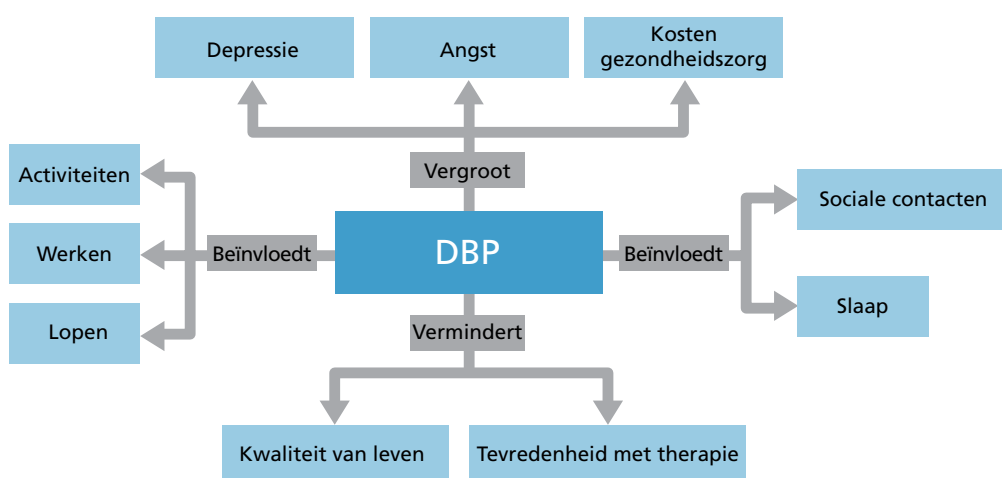 Depressie
Angst
Kosten
gezondheidszorg
Vergroot
Activiteiten
Werken
Lopen
Beïnvloedt
DBP
Beïnvloedt
Sociale contacten
Slaap
Vermindert
Kwaliteit van leven
Tevredenheid met therapie